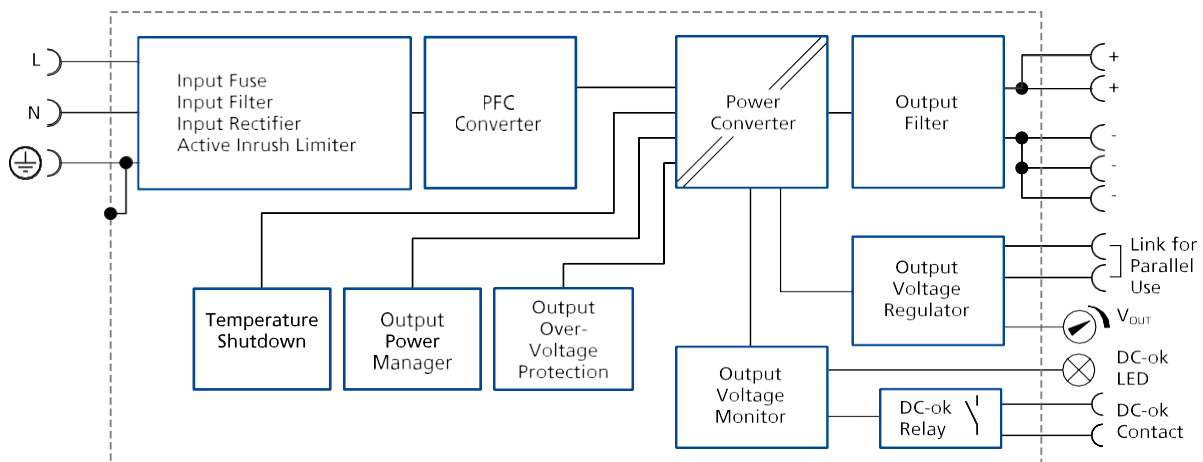 L
N
Input Fuse
Input Filter
Input Rectifier
Active Inrush Limiter
PFC
Converter
Power
Converter
Output
Filter
+
+
-
-
-
Temperature
Shutdown
Output
Power
Manager
Output
Over-
Voltage
Protection
Output
Voltage
Regulator
Link for
Parallel
Use
VOUT
Output
Voltage
Monitor
DC-ok
LED
DC-ok
Relay
DC-ok
Contact